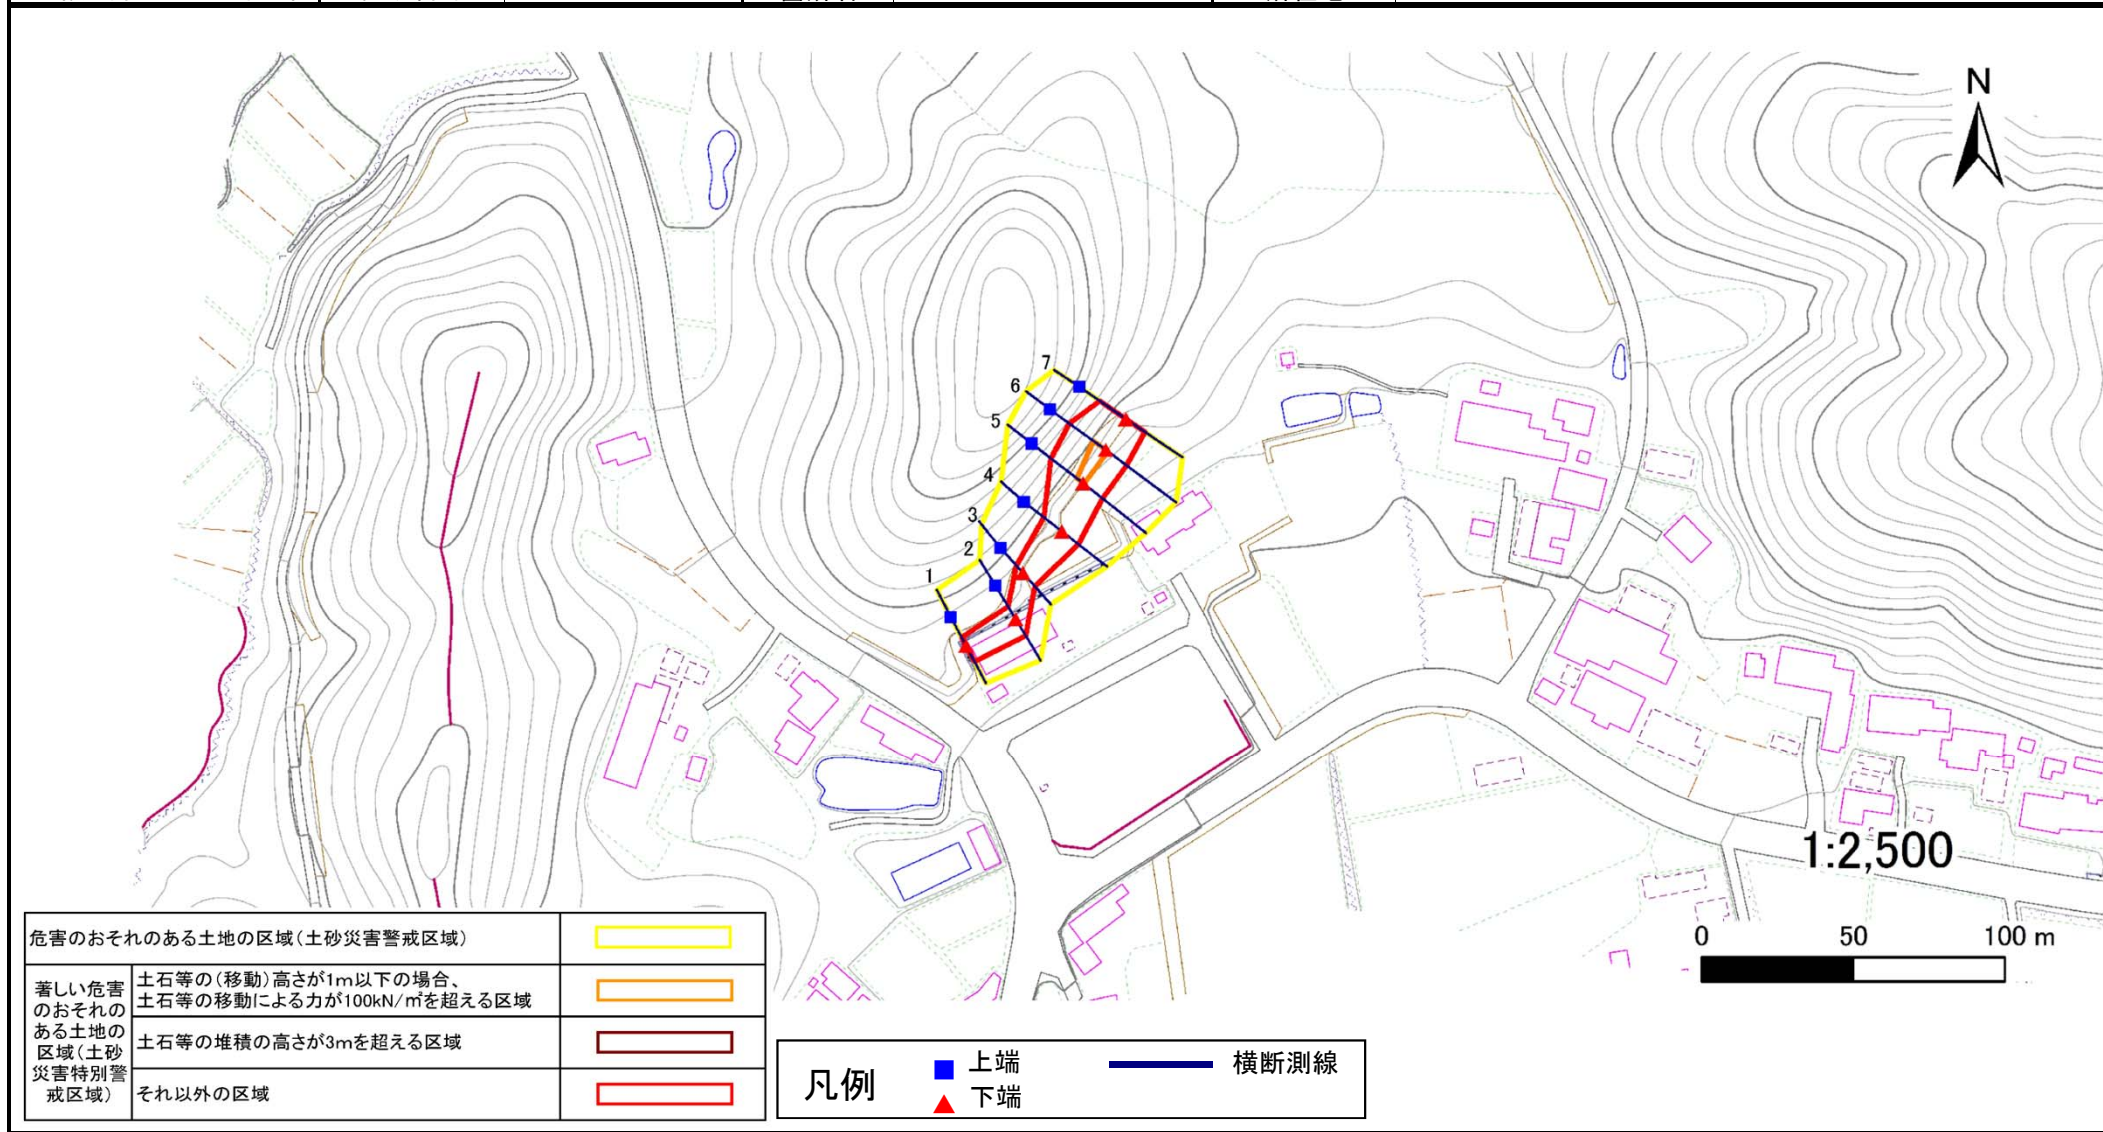 N
7
6
5
4
3
2
1
1:2,500
0 50 100 m
危害のおそれのある土地の区域(土砂災害警戒区域)
著しい危害
のおそれの
ある土地の
区域(土砂
災害特別警
戒区域)
土石等の(移動)高さが1m以下の場合、
土石等の移動による力が100kN/㎡を超える区域
土石等の堆積の高さが3mを超える区域
それ以外の区域
凡例
上端
横断測線
下端